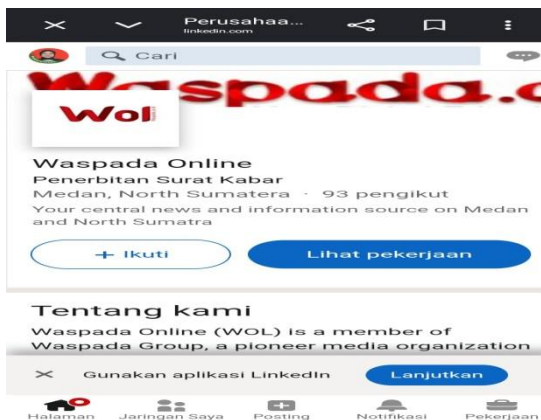 Perusahaa...
linkedin.com
Cari
Waspada.c
Wol
Waspada Online
Penerbitan Surat Kabar
Medan, North Sumatera · 93 pengikut
Your central news and information source on Medan
and North Sumatra
+ Ikuti
Lihat pekerjaan
Tentang kami
Waspada Online (WOL) is a member of
Waspada Group, a pioneer media organization
Gunakan aplikasi LinkedIn
Lanjutkan
Halaman
Jaringan Saya
Posting
Notifikasi
Pekerjaan